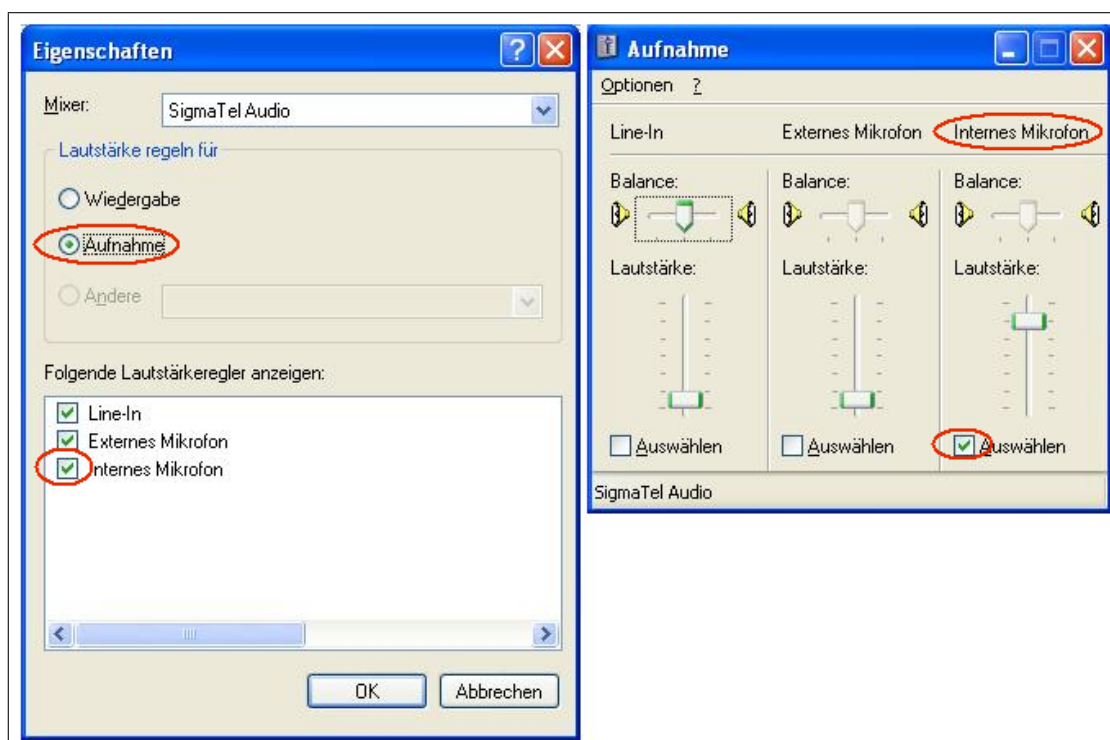 Eigenschaften
Mixer:
SigmaTel Audio
Lautstärke regeln für
Wiedergabe
Aufnahme
Andere
Folgende Lautstärkeregler anzeigen:
Line-In
Externes Mikrofon
Internes Mikrofon
OK
Abbrechen
Aufnahme
Optionen ?
Line-In Externes Mikrofon Internes Mikrofon
Balance: Balance: Balance:
Lautstärke: Lautstärke: Lautstärke:
Auswählen Auswählen Auswählen
SigmaTel Audio